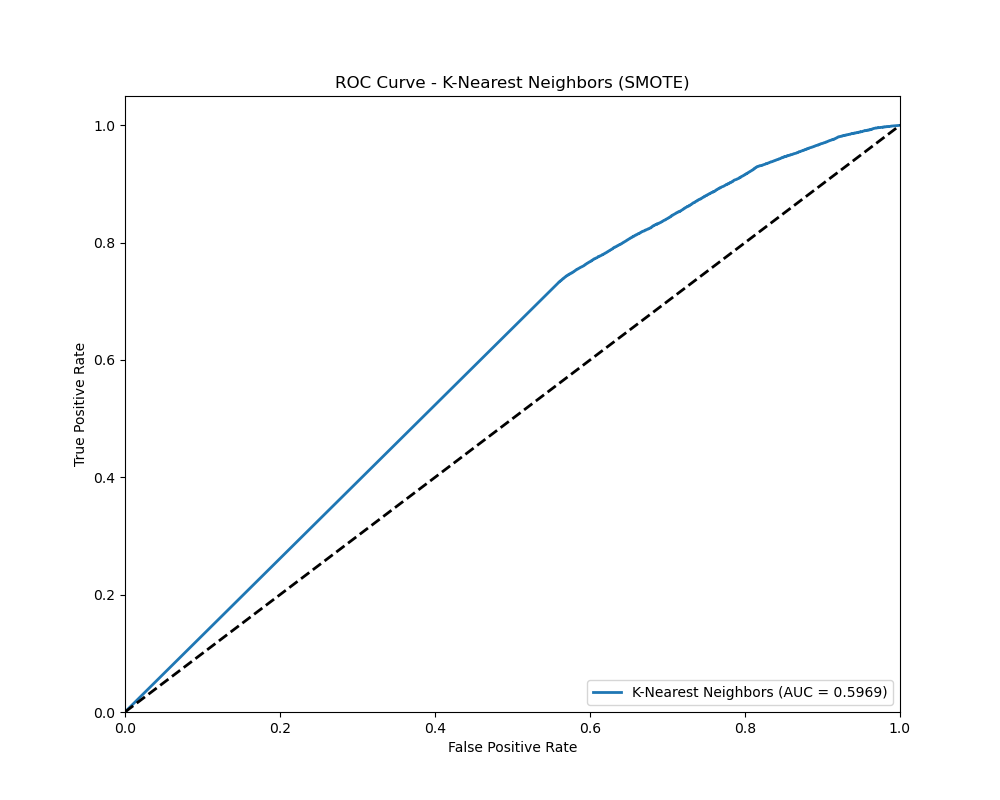 ROC Curve - K-Nearest Neighbors (SMOTE)
1.0
0.8
0.6
0.4
0.2
0.0
True Positive Rate
K-Nearest Neighbors (AUC = 0.5969)
0.0 0.2 0.4 0.6 0.8 1.0
False Positive Rate